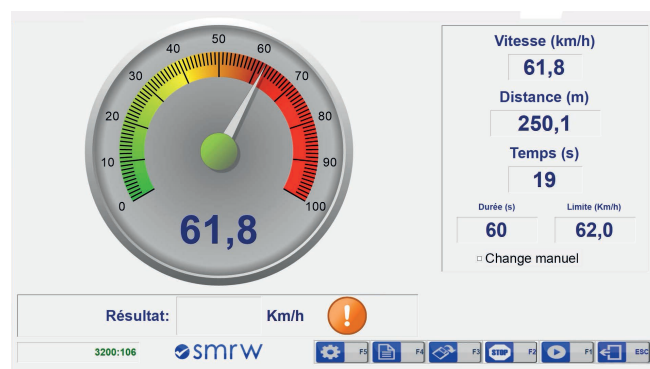 0
10
20
30
40
50
60
70
80
90
100
61,8
Vitesse (km/h)
61,8
Distance (m)
250,1
Temps (s)
19
Durée (s) Limite (Km/h)
60 62,0
Change manuel
Résultat: Km/h !
3200:106 smrw F5 F4 F3 STOP F2 F1 ESC